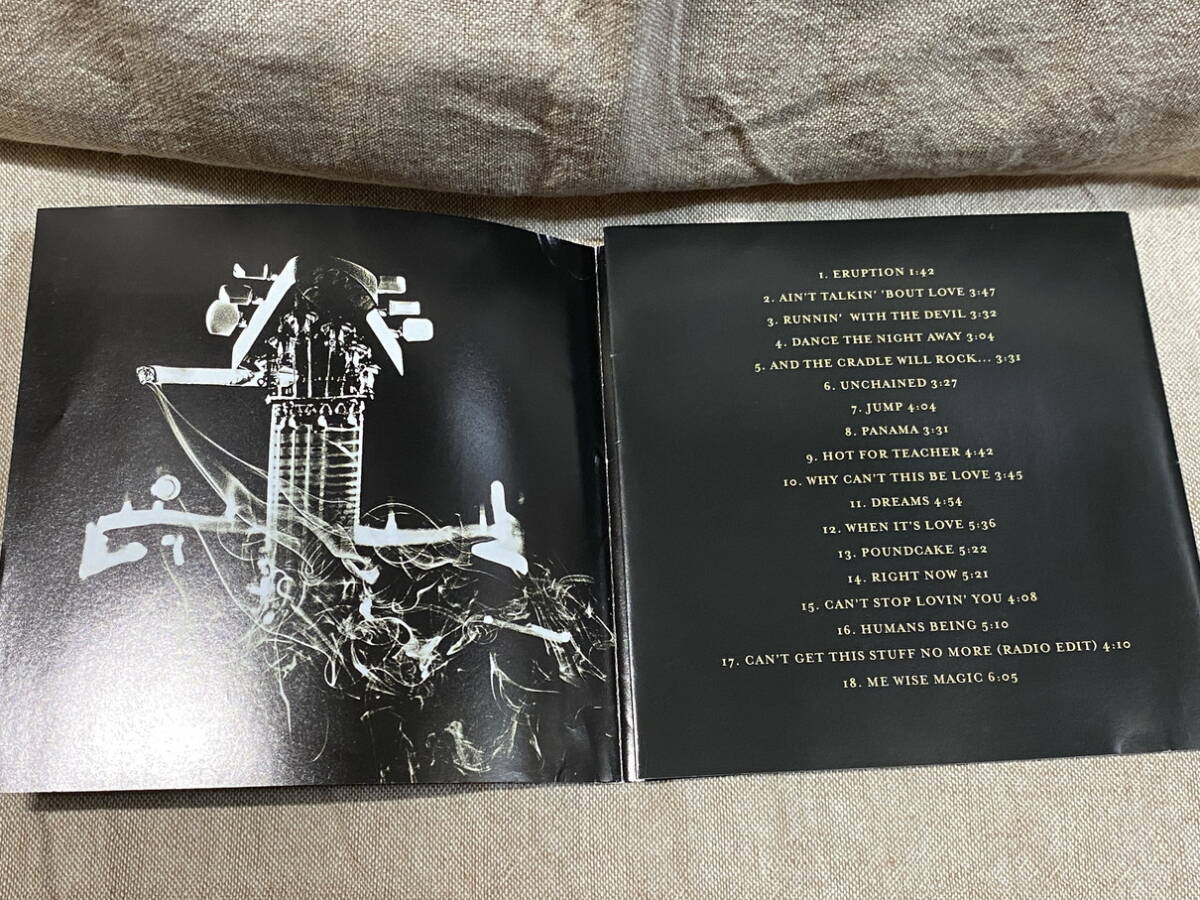 1. ERUPTION 1:42
2. AIN'T TALKIN' 'BOUT LOVE 3:47
3. RUNNIN' WITH THE DEVIL 3:32
4. DANCE THE NIGHT AWAY 3:04
5. AND THE CRADLE WILL ROCK... 3:31
6. UNCHAINED 3:27
7. JUMP 4:04
8. PANAMA 3:31
9. HOT FOR TEACHER 4:42
10. WHY CAN'T THIS BE LOVE 3:45
11. DREAMS 4:54
12. WHEN IT'S LOVE 5:36
13. POUNDCAKE 5:22
14. RIGHT NOW 5:21
15. CAN'T STOP LOVIN' YOU 4:08
16. HUMANS BEING 5:10
17. CAN'T GET THIS STUFF NO MORE (RADIO EDIT) 4:10
18. ME WISE MAGIC 6:05